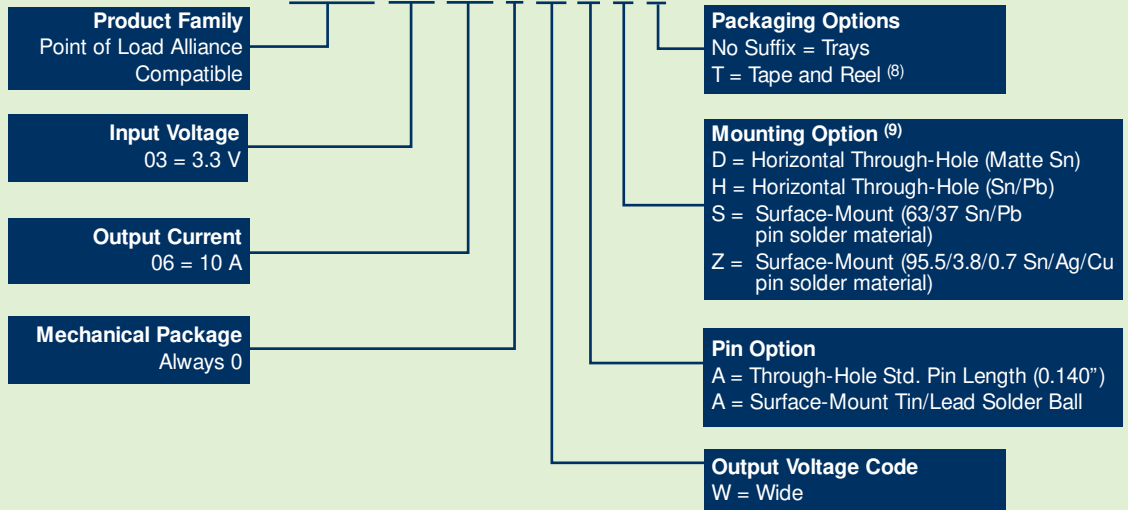 Product Family
Point of Load Alliance
Compatible
Input Voltage
03 = 3.3 V
Output Current
06 = 10 A
Mechanical Package
Always 0
Packaging Options
No Suffix = Trays
T = Tape and Reel (8)
Mounting Option (9)
D = Horizontal Through-Hole (Matte Sn)
H = Horizontal Through-Hole (Sn/Pb)
S = Surface-Mount (63/37 Sn/Pb
pin solder material)
Z = Surface-Mount (95.5/3.8/0.7 Sn/Ag/Cu
pin solder material)
Pin Option
A = Through-Hole Std. Pin Length (0.140”)
A = Surface-Mount Tin/Lead Solder Ball
Output Voltage Code
W = Wide